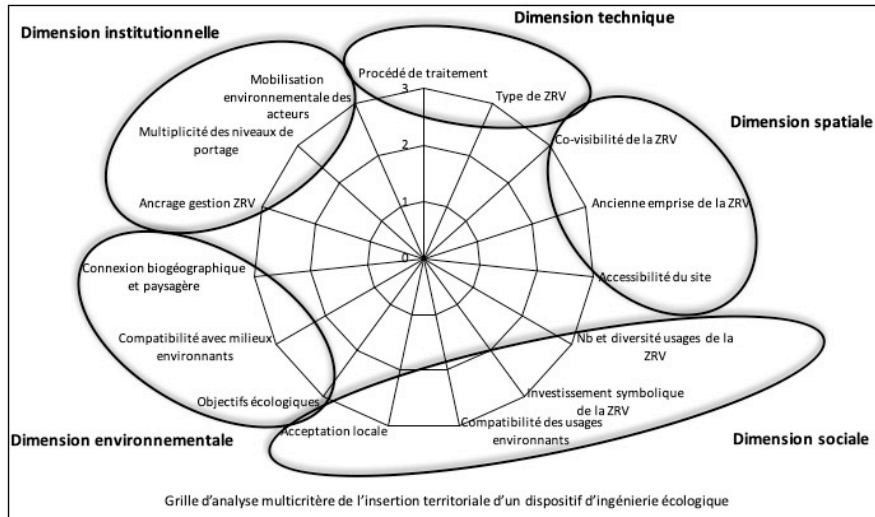 Dimension technique
Dimension institutionnelle
Procédé de traitement
Mobilisation
environnementale des
acteurs
Type de ZRV
Multiplicité des niveaux de
portage
Co-visibilité de la ZRV
Dimension spatiale
Ancrage gestion ZRV
Ancienne emprise de la ZRV
3
2
1
0
Connexion biogéographique
et paysagère
Accessibilité du site
Compatibilité avec milieux
environnants
Nb et diversité usages de la
ZRV
Objectifs écologiques
Investissement symbolique
de la ZRV
Acceptation locale
Compatibilité des usages
environnants
Dimension environnementale
Dimension sociale
Grille d'analyse multicritère de l'insertion territoriale d'un dispositif d'ingénierie écologique